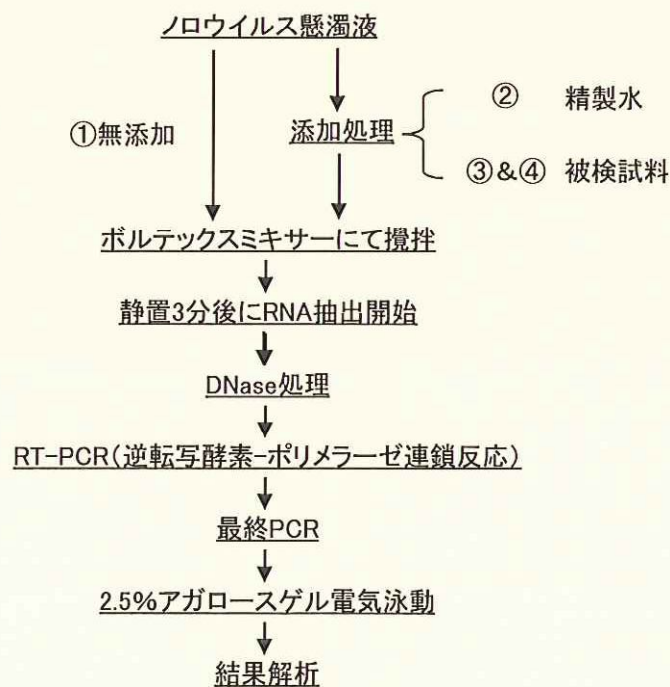 ノロウイルス懸濁液
①無添加
添加処理
② 精製水
③&④ 被検試料
ボルテックスミキサーにて攪拌
静置3分後にRNA抽出開始
DNase処理
RT-PCR(逆転写酵素-ポリメラーゼ連鎖反応)
最終PCR
2.5%アガロースゲル電気泳動
結果解析